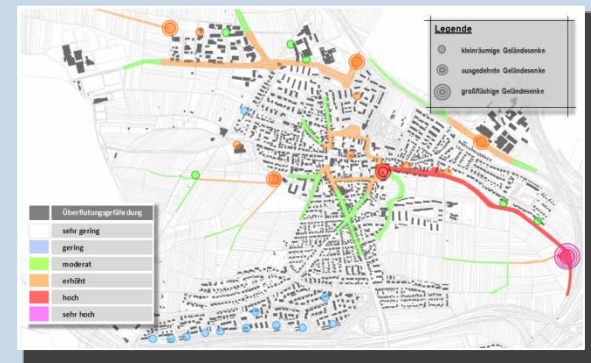 Legende
kleinräumige Geländesenke
ausgedehnte Geländesenke
großflächige Geländesenke
Überflutungsgefährdung
sehr gering
gering
moderat
erhöht
hoch
sehr hoch